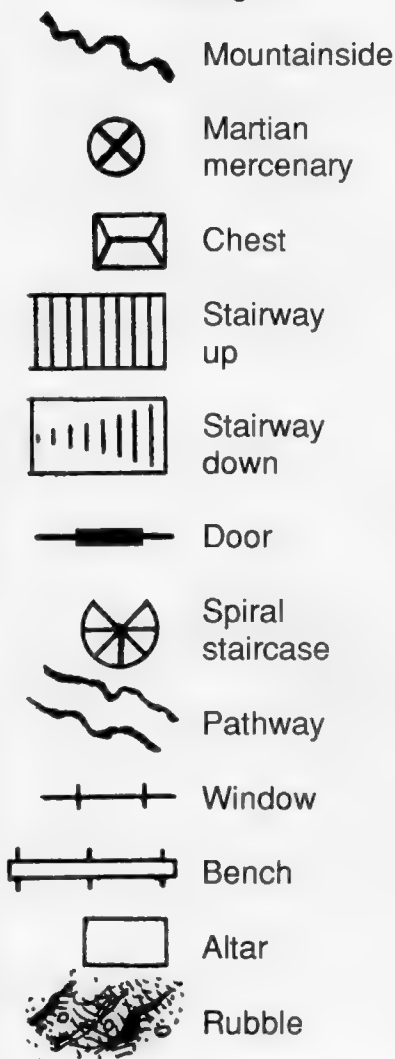 Mountainside
Martian
mercenary
Chest
Stairway
up
Stairway
down
Door
Spiral
staircase
Pathway
Window
Bench
Altar
Rubble